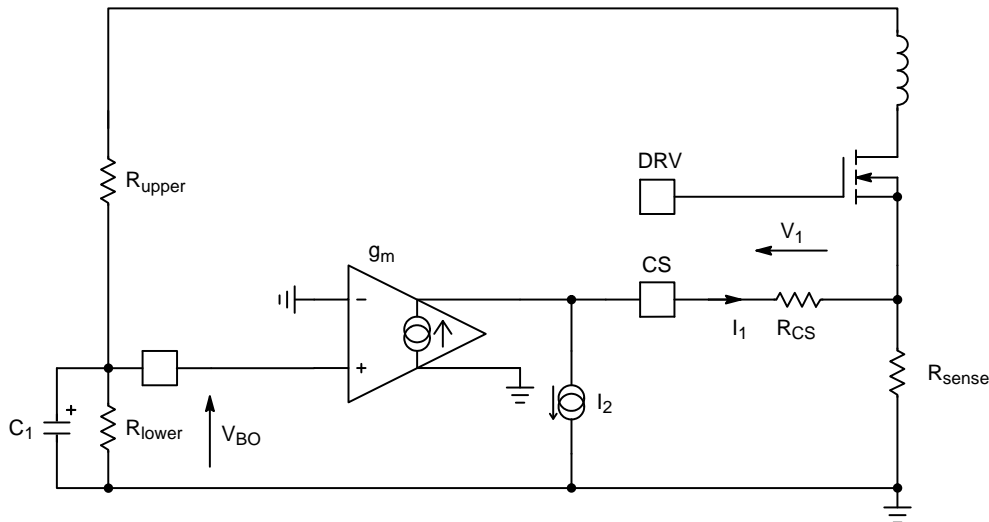 DRV
R_upper
V_1
g_m
CS
−
I_1
R_CS
+
R_sense
I_2
+
C_1
R_lower
V_BO